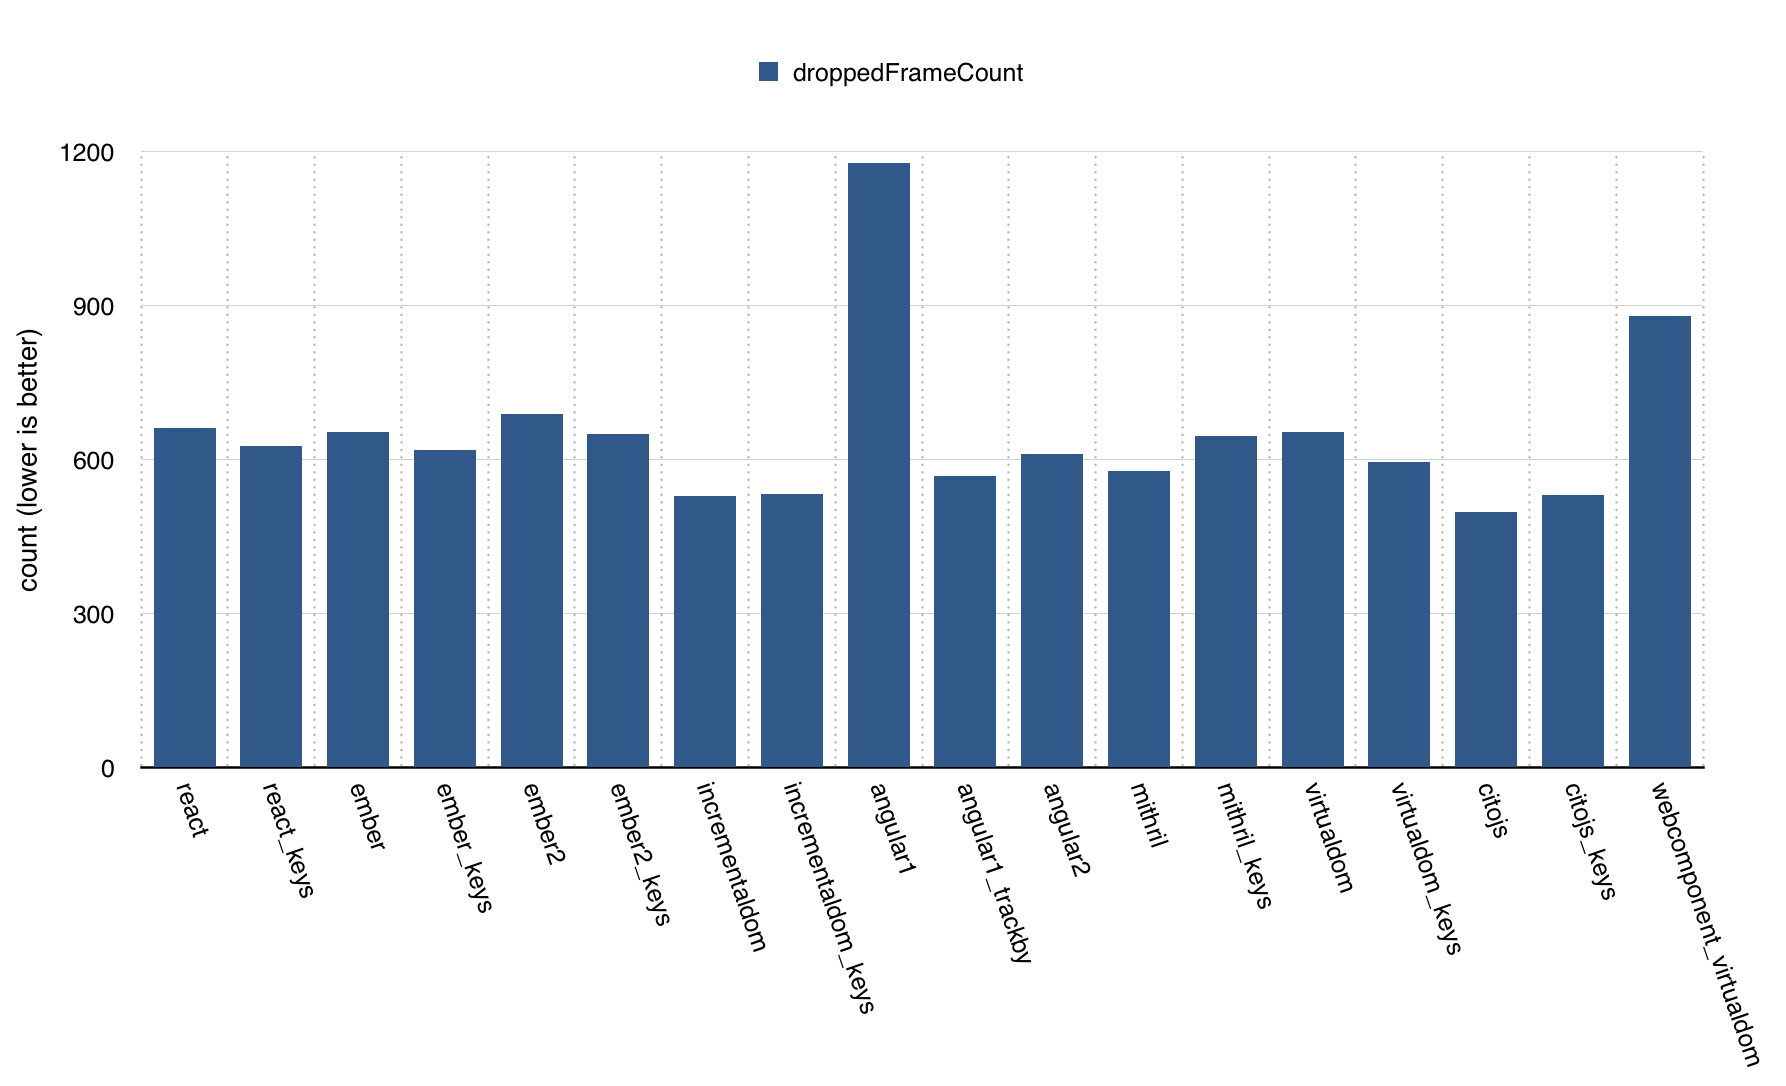 droppedFrameCount
count (lower is better)
1200
900
600
300
0
react
react_keys
ember
ember_keys
ember2
ember2_keys
incrementaldom
incrementaldom_keys
angular1
angular1_trackby
angular2
mithril
mithril_keys
virtualdom
virtualdom_keys
citojs
citojs_keys
webcomponent_virtualdom